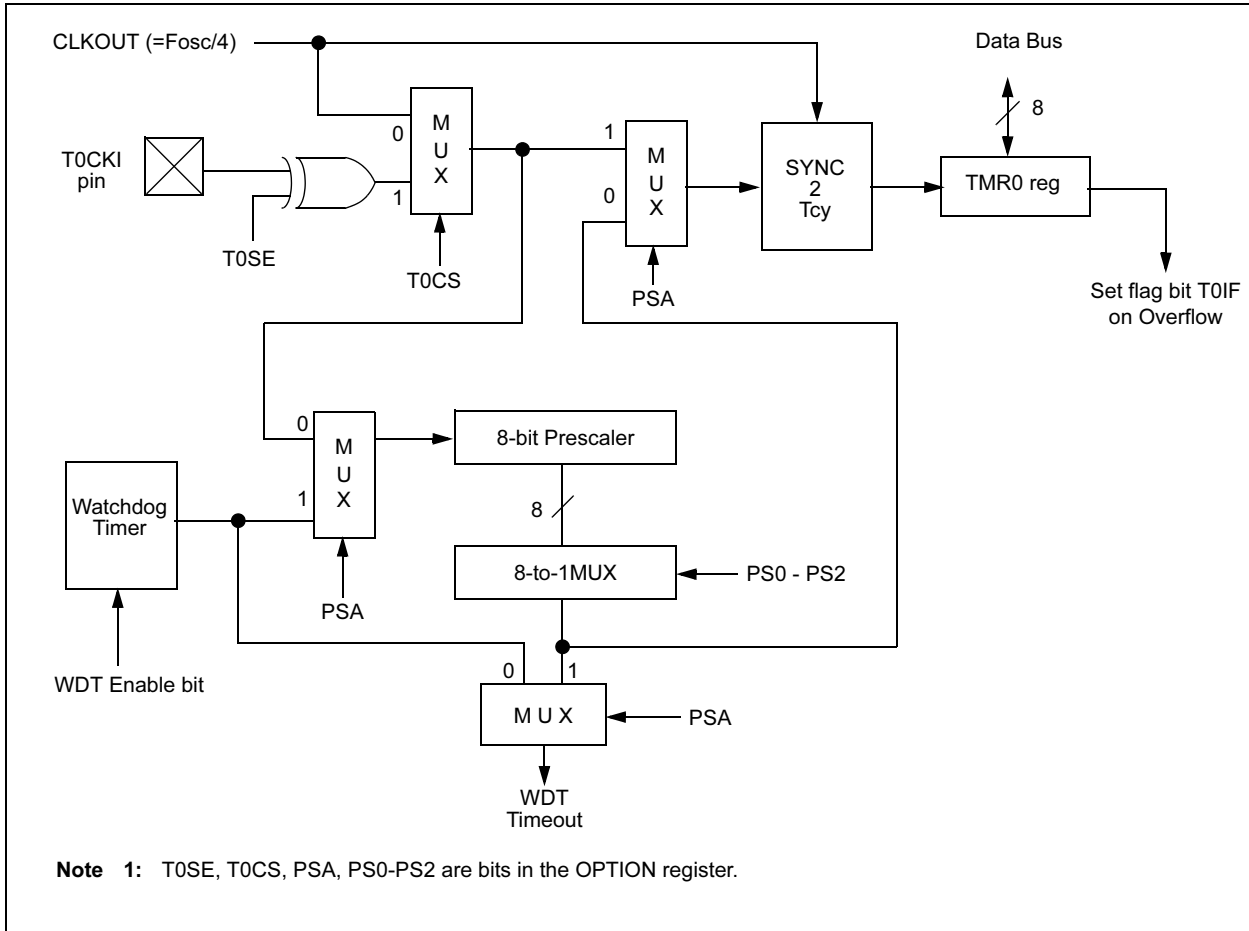 CLKOUT (=Fosc/4)
Data Bus
8
T0CKI
pin
0
1
M
U
X
T0SE
T0CS
1
0
M
U
X
PSA
SYNC
2
Tcy
TMR0 reg
Set flag bit T0IF
on Overflow
0
1
M
U
X
PSA
8-bit Prescaler
Watchdog
Timer
8
8-to-1MUX
PS0 - PS2
WDT Enable bit
0
1
M U X
PSA
WDT
Timeout
Note 1: T0SE, T0CS, PSA, PS0-PS2 are bits in the OPTION register.